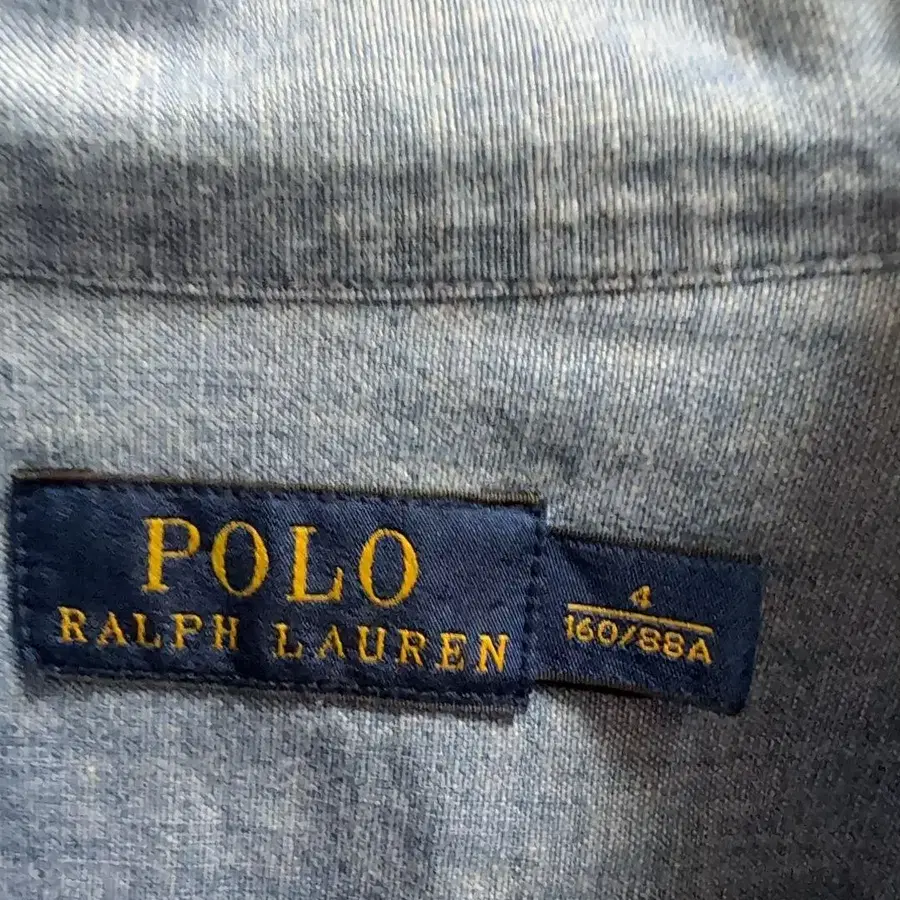 POLO
RALPH LAUREN
4
160/88A